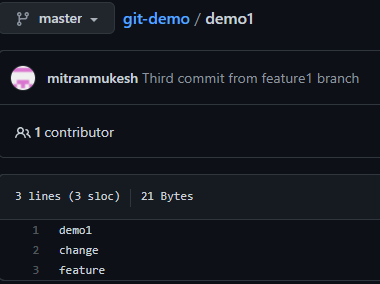 master git-demo / demo1
mitranmukesh Third commit from feature1 branch
1 contributor
3 lines (3 sloc) 21 Bytes
1 demo1
2 change
3 feature